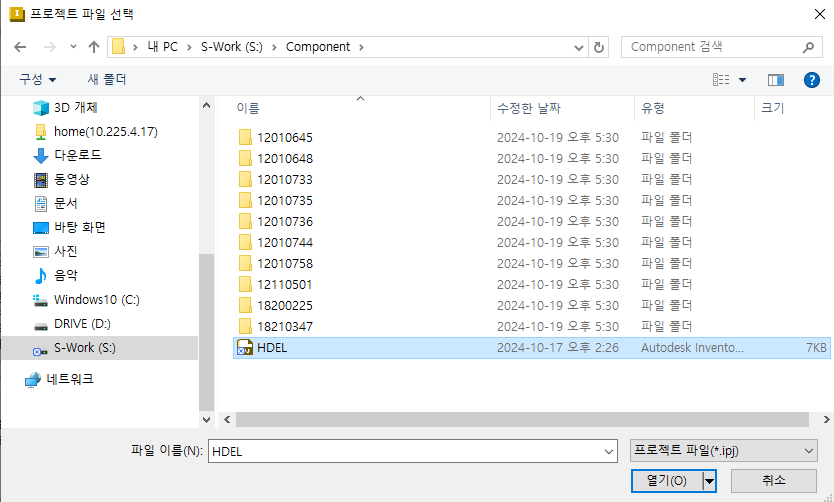 프로젝트 파일 선택
내 PC > S-Work (S:) > Component >
Component 검색
구성 새 폴더
이름 수정한 날짜 유형 크기
3D 개체
home(10.225.4.17)
다운로드
동영상
문서
바탕 화면
사진
음악
Windows10 (C:)
DRIVE (D:)
S-Work (S:)
네트워크
12010645 2024-10-19 오후 5:30 파일 폴더
12010648 2024-10-19 오후 5:30 파일 폴더
12010733 2024-10-19 오후 5:30 파일 폴더
12010735 2024-10-19 오후 5:30 파일 폴더
12010736 2024-10-19 오후 5:30 파일 폴더
12010744 2024-10-19 오후 5:30 파일 폴더
12010758 2024-10-19 오후 5:30 파일 폴더
12110501 2024-10-19 오후 5:30 파일 폴더
18200225 2024-10-19 오후 5:30 파일 폴더
18210347 2024-10-19 오후 5:30 파일 폴더
HDEL 2024-10-17 오후 2:26 Autodesk Invento... 7KB
파일 이름(N): HDEL 프로젝트 파일(*.ipj)
열기(O) 취소